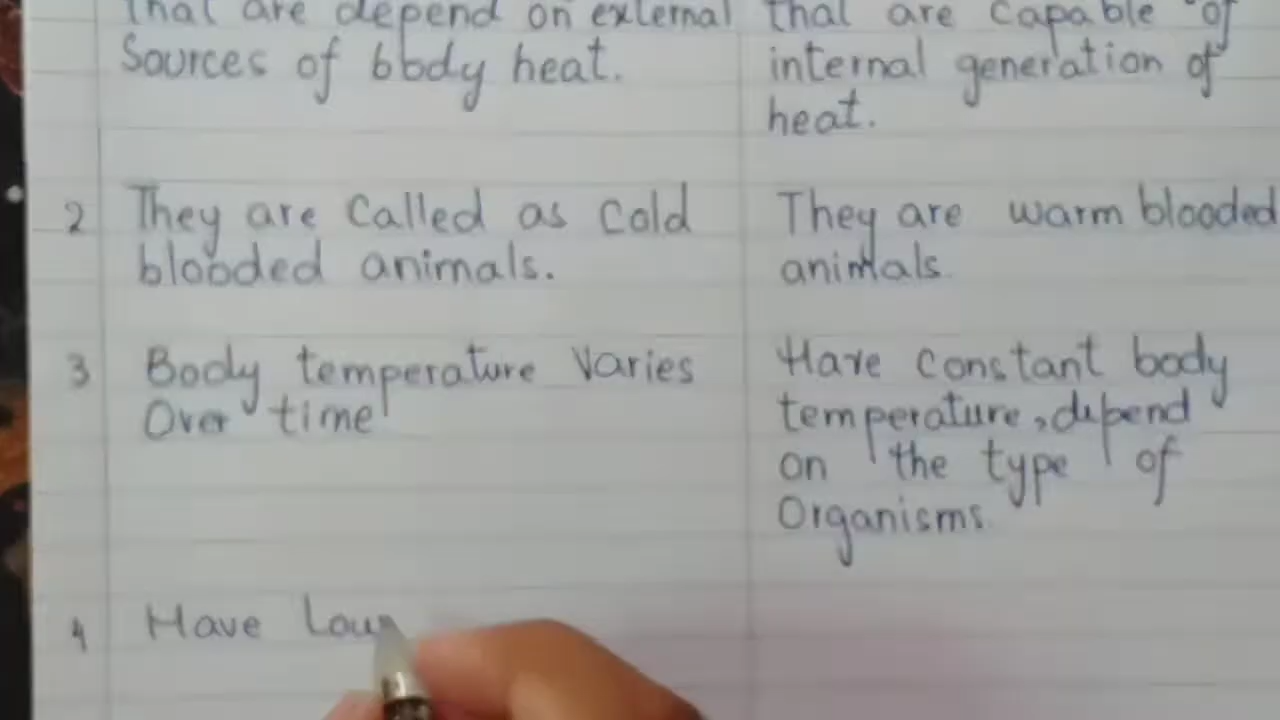 that are depend on external
Sources of body heat.
that are capable of
internal generation of
heat.
2
They are Called as Cold
blooded animals.
They are warm blooded
animals.
3
Body temperature Varies
Over time
Have Constant body
temperature, depend
on the type of
Organisms.
4
Have